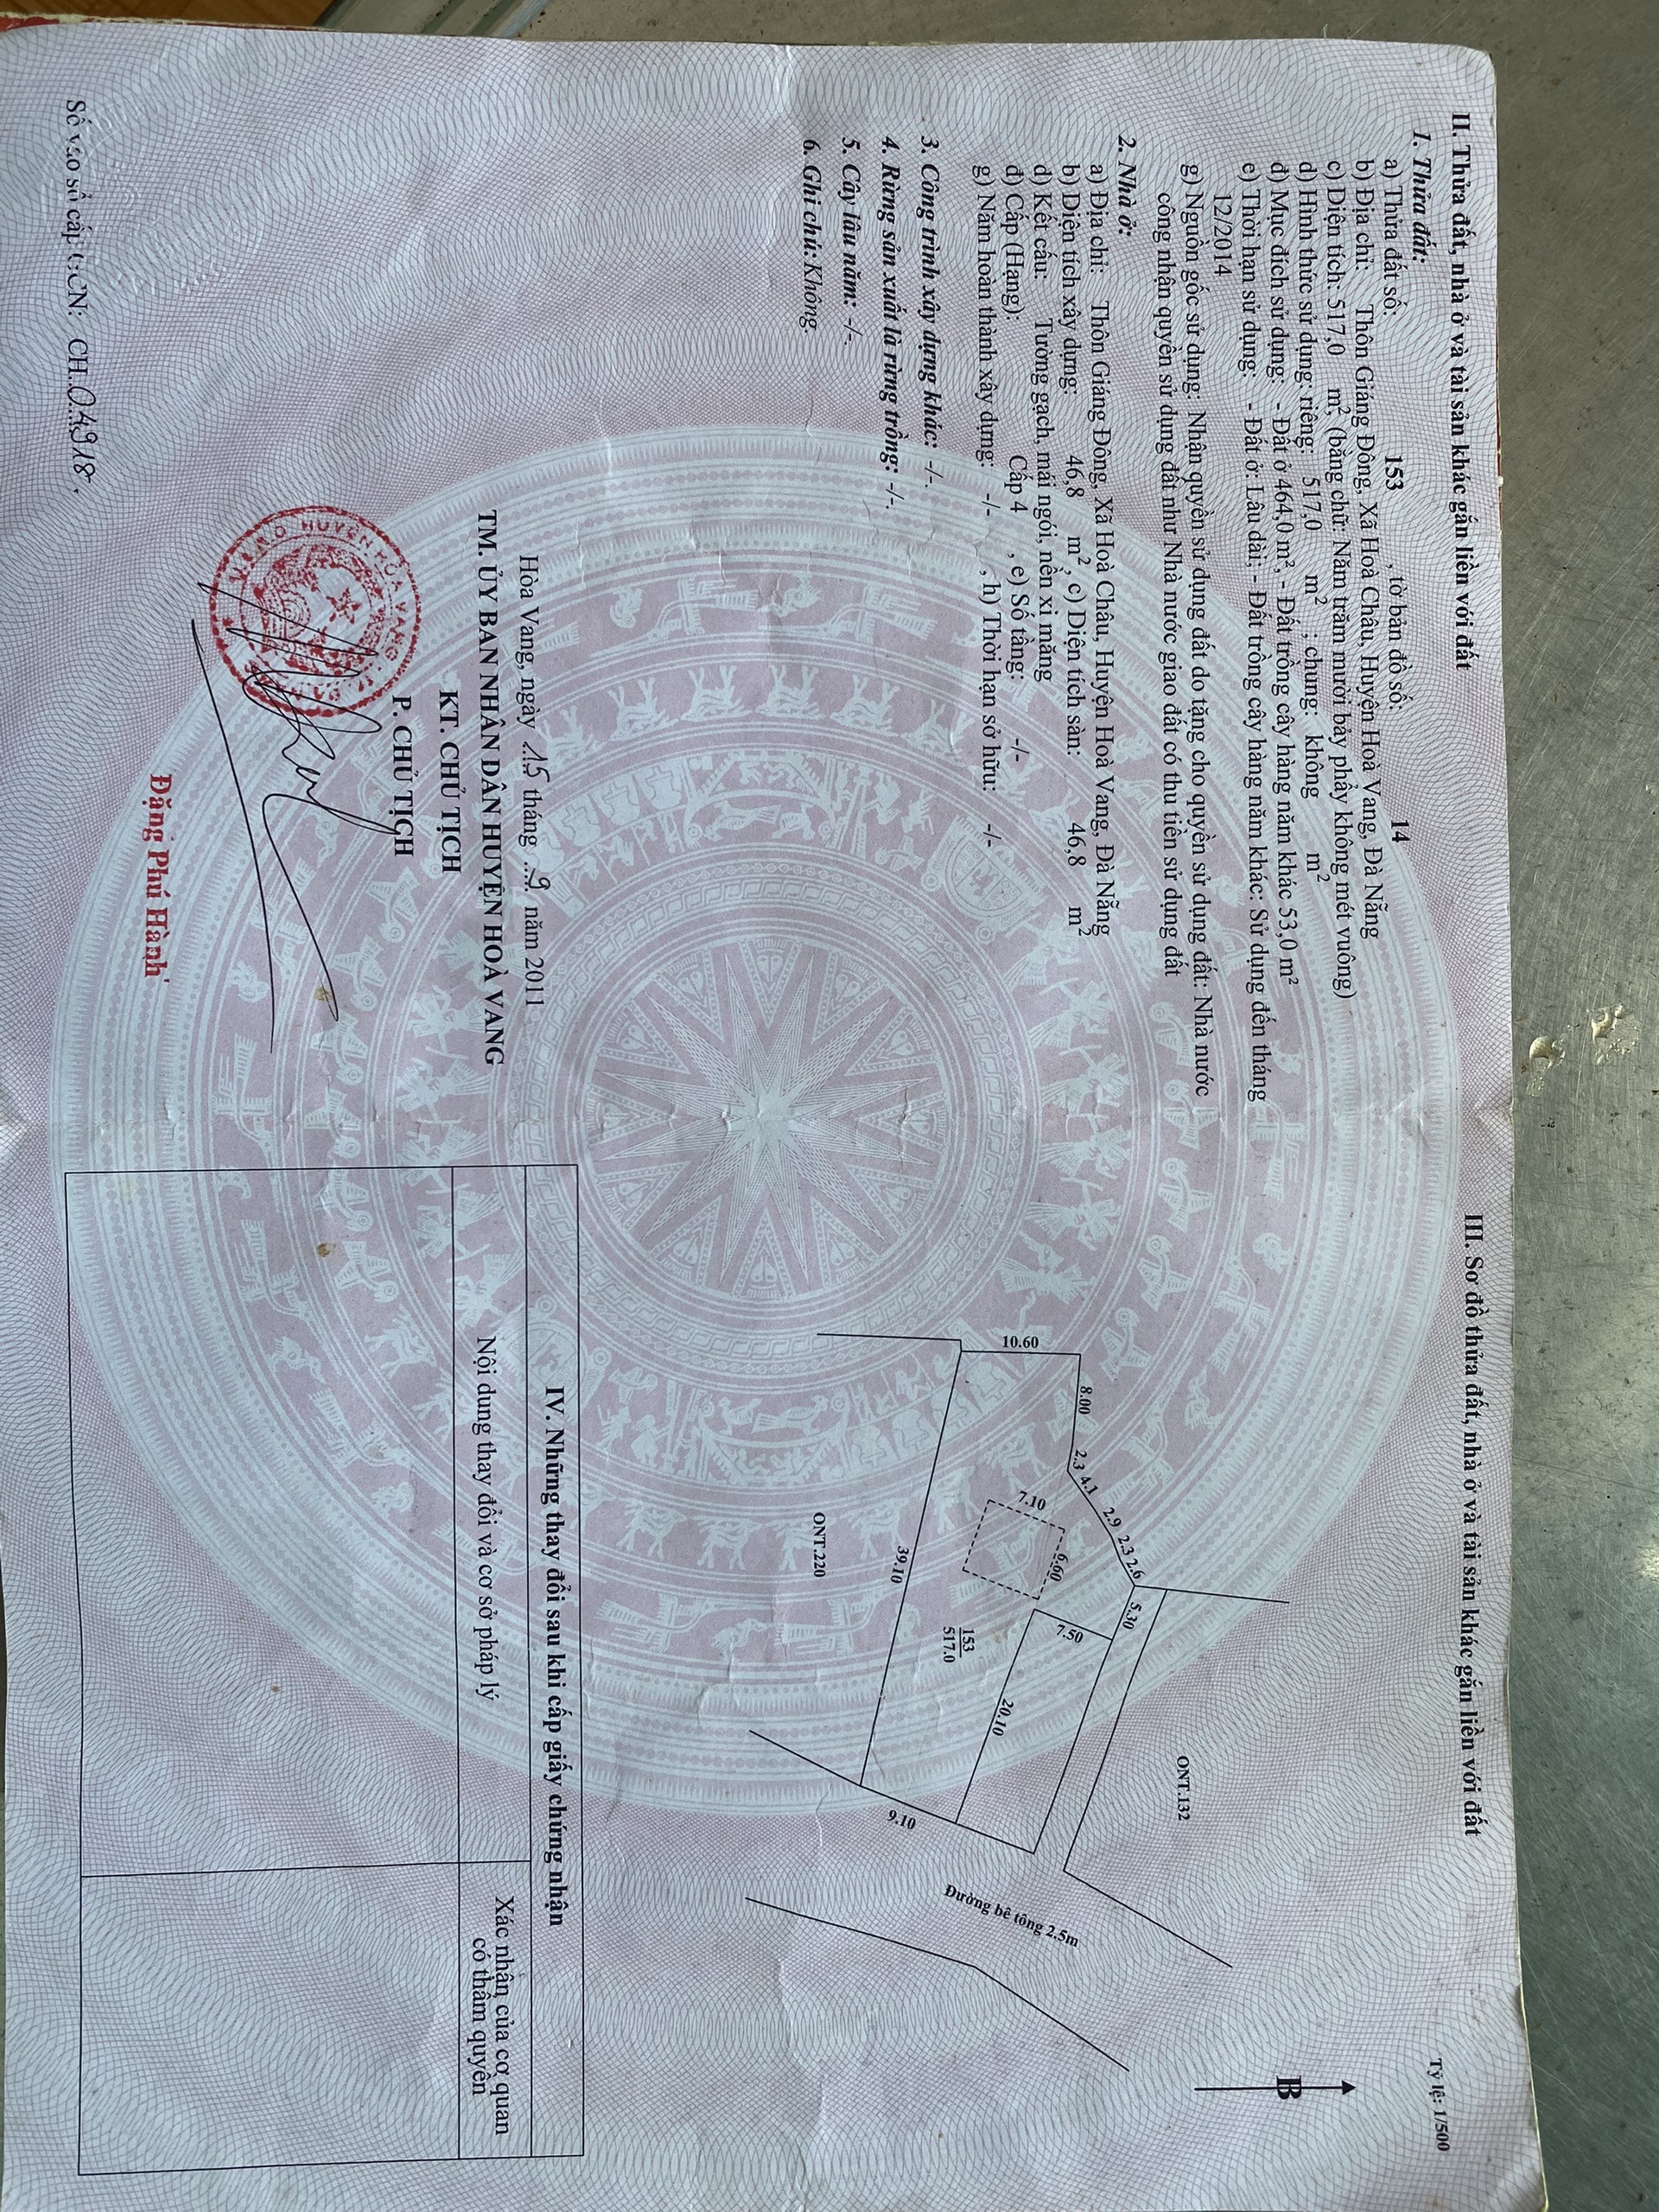 II. Thửa đất, nhà ở và tài sản khác gắn liền với đất
1. Thửa đất:
a) Thửa đất số: 153 , tờ bản đồ số: 14
b) Địa chỉ: Thôn Giáng Đông, Xã Hoà Châu, Huyện Hoà Vang, Đà Nẵng
c) Diện tích: 517,0 m², (bằng chữ: Năm trăm mười bảy phẩy không mét vuông)
d) Hình thức sử dụng: riêng: 517,0 m² ; chung: không m²
đ) Mục đích sử dụng: - Đất ở 464,0 m², - Đất trồng cây hàng năm khác 53,0 m²
e) Thời hạn sử dụng: - Đất ở: Lâu dài; - Đất trồng cây hàng năm khác: Sử dụng đến tháng
12/2014
g) Nguồn gốc sử dụng: Nhận quyền sử dụng đất do tặng cho quyền sử dụng đất: Nhà nước
công nhận quyền sử dụng đất như Nhà nước giao đất có thu tiền sử dụng đất
2. Nhà ở:
a) Địa chỉ: Thôn Giáng Đông, Xã Hoà Châu, Huyện Hoà Vang, Đà Nẵng
b) Diện tích xây dựng: 46,8 m² , c) Diện tích sàn: 46,8 m²
d) Kết cấu: Tường gạch, mái ngói, nền xi măng
đ) Cấp (Hạng): Cấp 4 , e) Số tầng: -/-
g) Năm hoàn thành xây dựng: -/- , h) Thời hạn sở hữu: -/-
3. Công trình xây dựng khác: -/-.
4. Rừng sản xuất là rừng trồng: -/-.
5. Cây lâu năm: -/-.
6. Ghi chú: Không.
Hòa Vang, ngày 15 tháng 9 năm 2011
TM. ỦY BAN NHÂN DÂN HUYỆN HOÀ VANG
KT. CHỦ TỊCH
P. CHỦ TỊCH
Đặng Phú Hành
Số vào sổ cấp GCN: CH.04918.
III. Sơ đồ thửa đất, nhà ở và tài sản khác gắn liền với đất
Tỷ lệ: 1/500
B
ONT.132
10.60
8.00
2.3
4.1
2.9
2.3
2.6
5.30
7.10
6.60
7.50
20.10
153
517.0
39.10
9.10
ONT.220
Đường bê tông 2.5m
IV. Những thay đổi sau khi cấp giấy chứng nhận
Nội dung thay đổi và cơ sở pháp lý
Xác nhận của cơ quan
có thẩm quyền